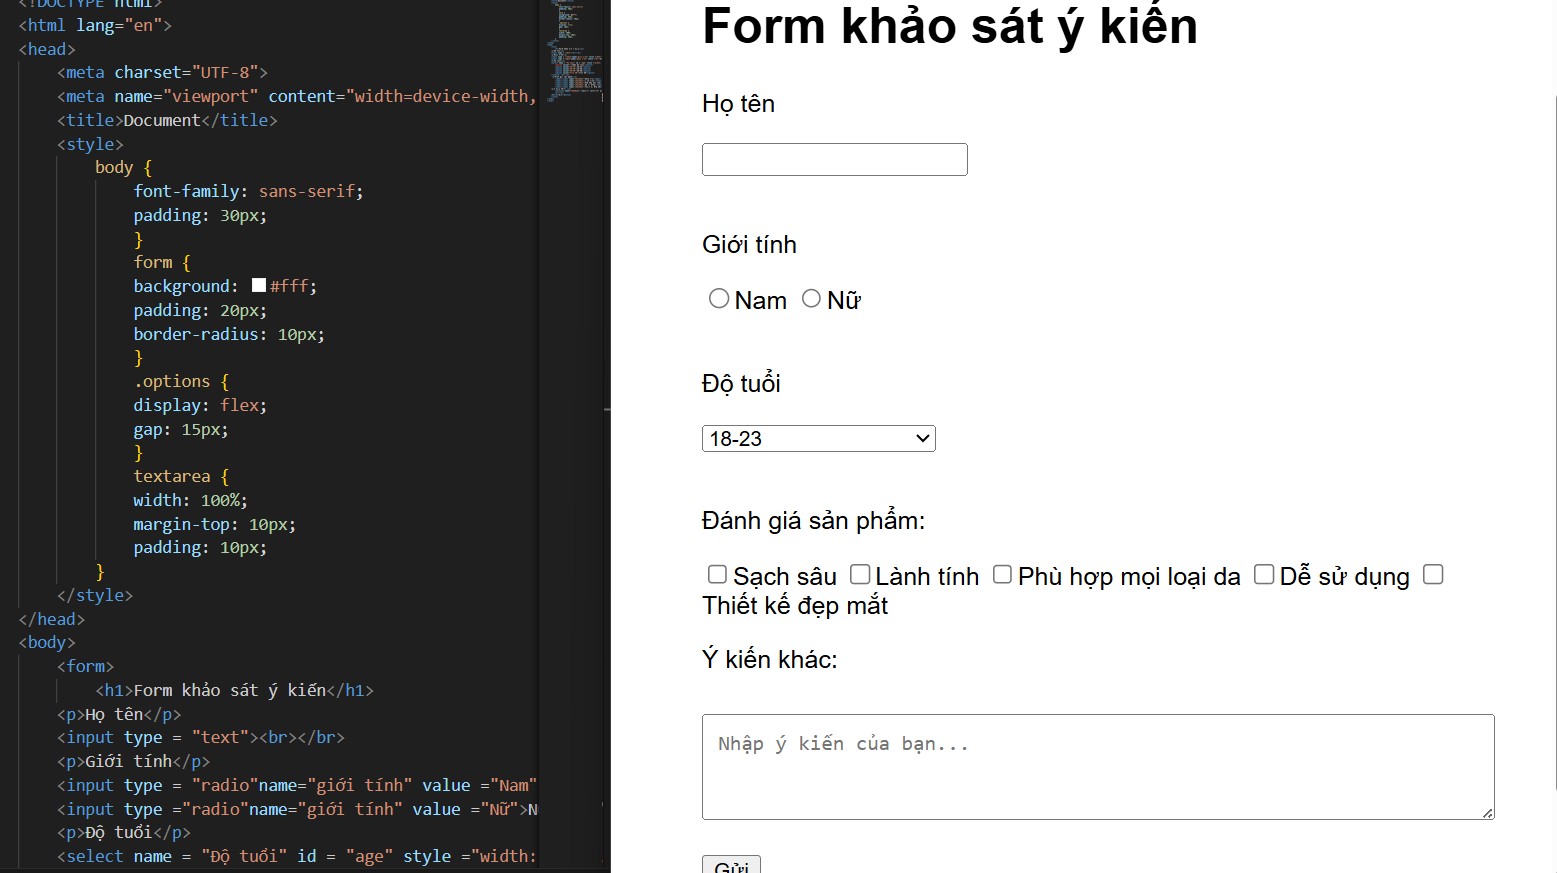 <!DOCTYPE html>
<html lang="en">
<head>
<meta charset="UTF-8">
<meta name="viewport" content="width=device-width,
<title>Document</title>
<style>
body {
font-family: sans-serif;
padding: 30px;
}
form {
background: #fff;
padding: 20px;
border-radius: 10px;
}
.options {
display: flex;
gap: 15px;
}
textarea {
width: 100%;
margin-top: 10px;
padding: 10px;
}
</style>
</head>
<body>
<form>
<h1>Form khảo sát ý kiến</h1>
<p>Họ tên</p>
<input type = "text"><br></br>
<p>Giới tính</p>
<input type = "radio"name="giới tính" value ="Nam"
<input type ="radio"name="giới tính" value ="Nữ">N
<p>Độ tuổi</p>
<select name = "Độ tuổi" id = "age" style ="width:
Form khảo sát ý kiến
Họ tên
Giới tính
Nam Nữ
Độ tuổi
18-23
Đánh giá sản phẩm:
Sạch sâu Lành tính Phù hợp mọi loại da Dễ sử dụng
Thiết kế đẹp mắt
Ý kiến khác:
Nhập ý kiến của bạn...
Gửi